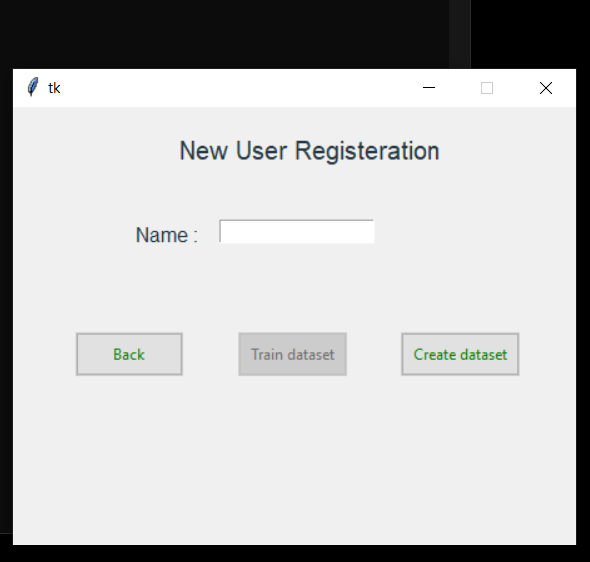 tk
New User Registeration
Name :
Back
Train dataset
Create dataset